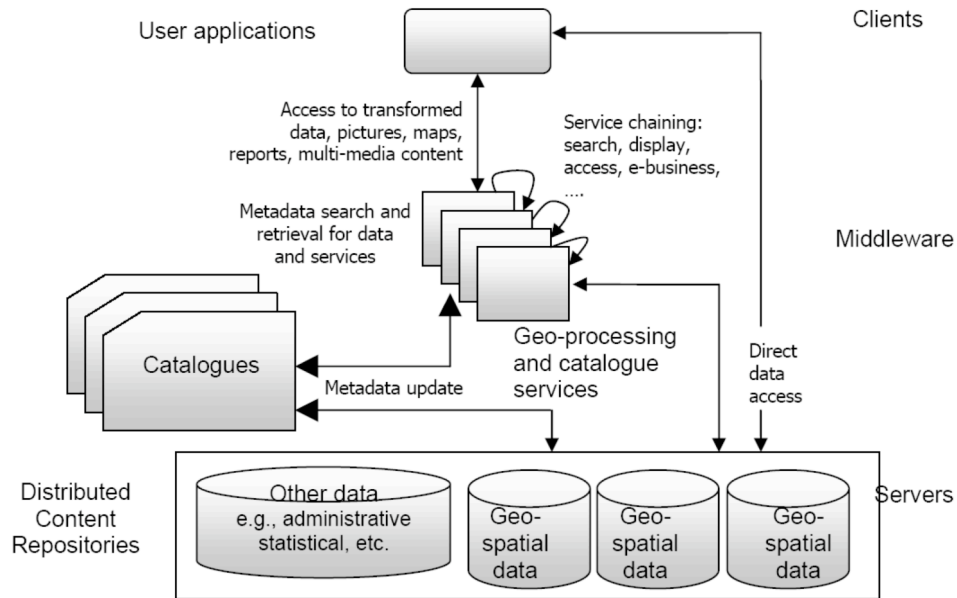 User applications
Clients
Access to transformed
data, pictures, maps,
reports, multi-media content
Service chaining:
search, display,
access, e-business,
....
Metadata search and
retrieval for data
and services
Middleware
Catalogues
Geo-processing
and catalogue
services
Metadata update
Direct
data
access
Distributed
Content
Repositories
Other data
e.g., administrative
statistical, etc.
Geo-
spatial
data
Geo-
spatial
data
Geo-
spatial
data
Servers